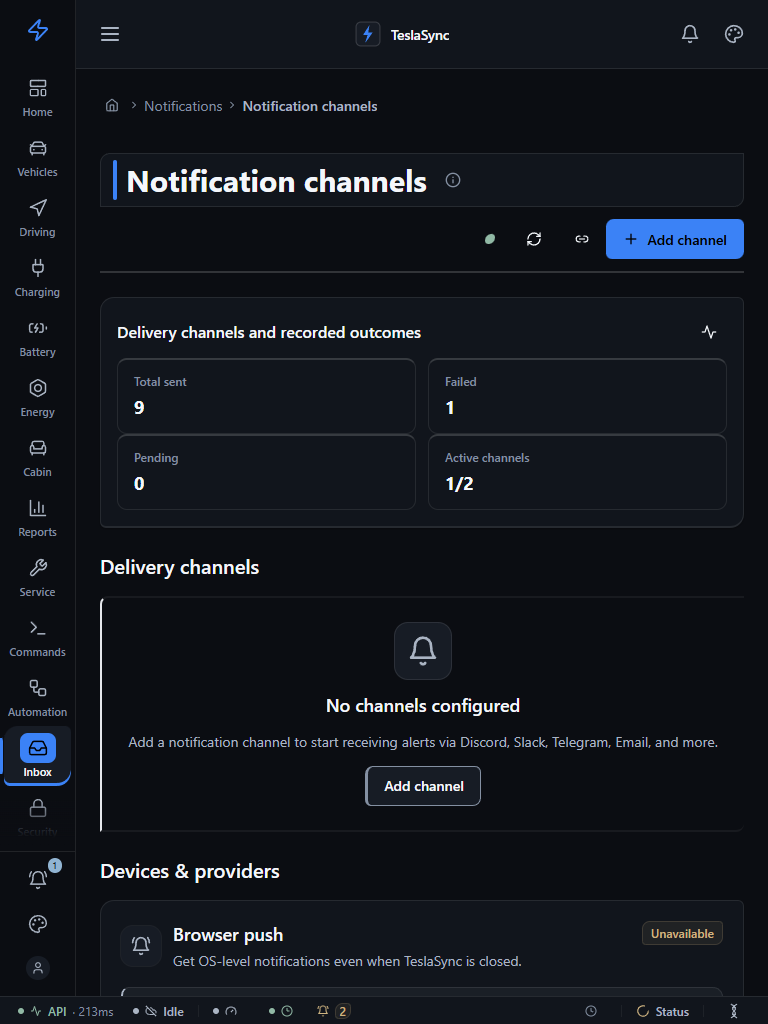 TeslaSync
Home
Vehicles
Driving
Charging
Battery
Energy
Cabin
Reports
Service
Commands
Automation
Inbox
Security
1
Notifications
Notification channels
Notification channels
Add channel
Delivery channels and recorded outcomes
Total sent
9
Failed
1
Pending
0
Active channels
1/2
Delivery channels
No channels configured
Add a notification channel to start receiving alerts via Discord, Slack, Telegram, Email, and more.
Add channel
Devices & providers
Browser push
Unavailable
Get OS-level notifications even when TeslaSync is closed.
API · 213ms
Idle
2
Status